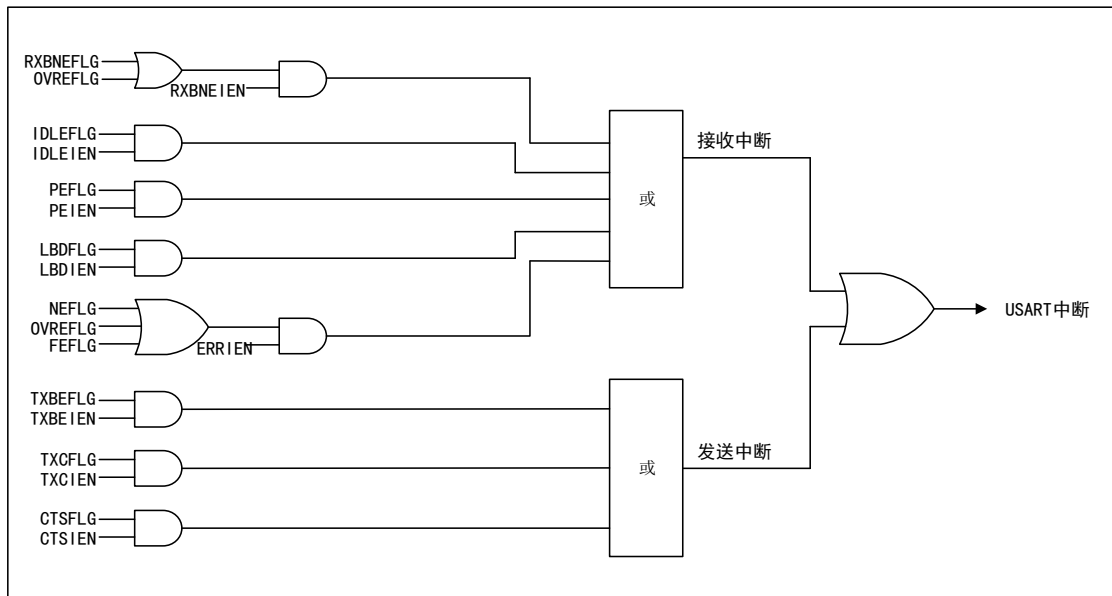 RXBNEFLG
OVREFLG
RXBNEIEN
IDLEFLG
IDLEIEN
PEFLG
PEIEN
LBDFLG
LBDIEN
NEFLG
OVREFLG
FEFLG
ERRIEN
或
接收中断
TXBEFLG
TXBEIEN
TXCFLG
TXCIEN
CTSFLG
CTSIEN
或
发送中断
USART中断